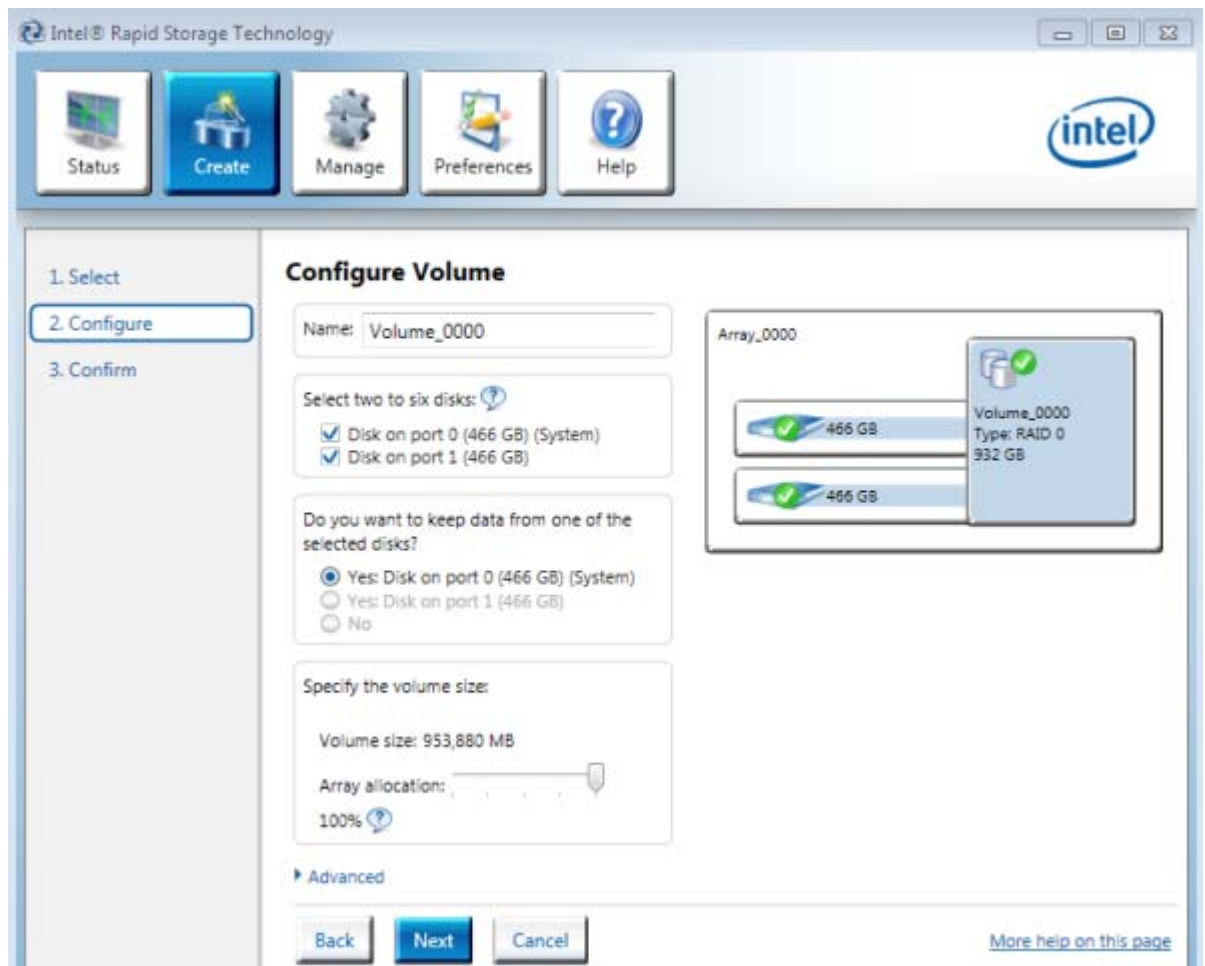 Intel® Rapid Storage Technology
Status
Create
Manage
Preferences
Help
intel
1. Select
2. Configure
3. Confirm
Configure Volume
Name: Volume_0000
Select two to six disks:
Disk on port 0 (466 GB) (System)
Disk on port 1 (466 GB)
Do you want to keep data from one of the
selected disks?
Yes: Disk on port 0 (466 GB) (System)
Yes: Disk on port 1 (466 GB)
No
Specify the volume size:
Volume size: 953,880 MB
Array allocation:
100%
Advanced
Array_0000
466 GB
466 GB
Volume_0000
Type: RAID 0
932 GB
Back
Next
Cancel
More help on this page